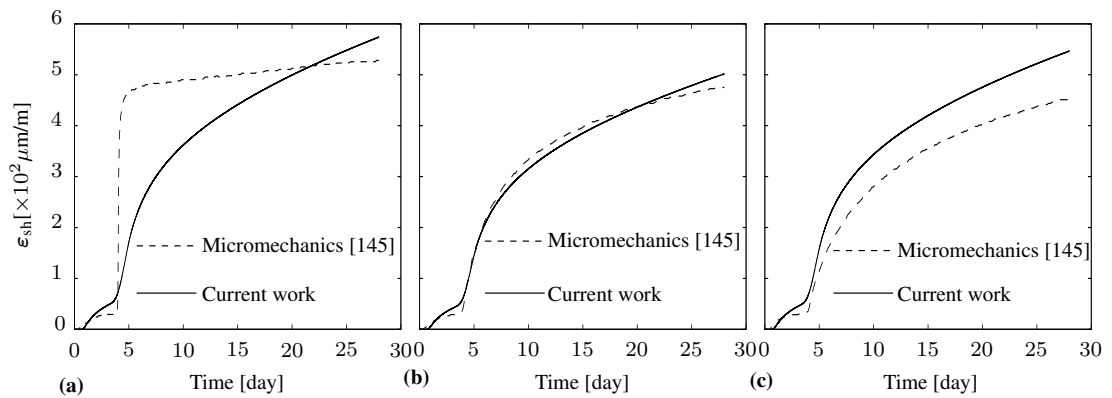 6
5
4
3
2
1
0
ε_sh[×10² μm/m]
Micromechanics [145]
Current work
Micromechanics [145]
Current work
Micromechanics [145]
Current work
0 5 10 15 20 25 30
0 5 10 15 20 25 30
0 5 10 15 20 25 30
(a) Time [day]
(b) Time [day]
(c) Time [day]